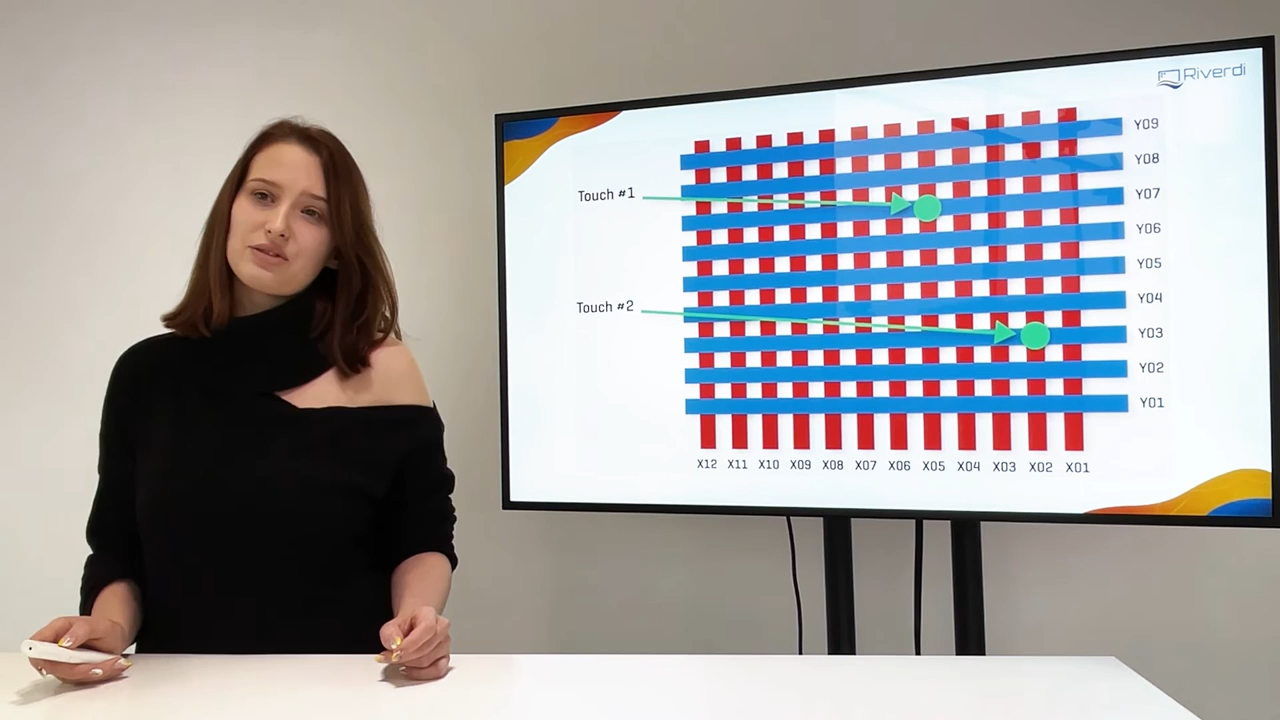 Riverdi
Y09
Y08
Touch #1
Y07
Y06
Y05
Y04
Touch #2
Y03
Y02
Y01
X12 X11 X10 X09 X08 X07 X06 X05 X04 X03 X02 X01